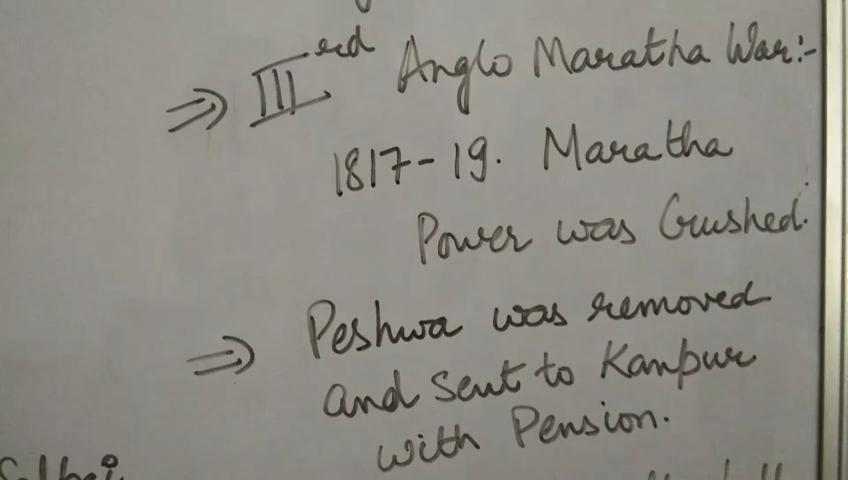 ⇒ IIIrd Anglo Maratha War:-
1817-19. Maratha
Power was Crushed.
⇒ Peshwa was removed
and sent to Kanpur
with Pension.